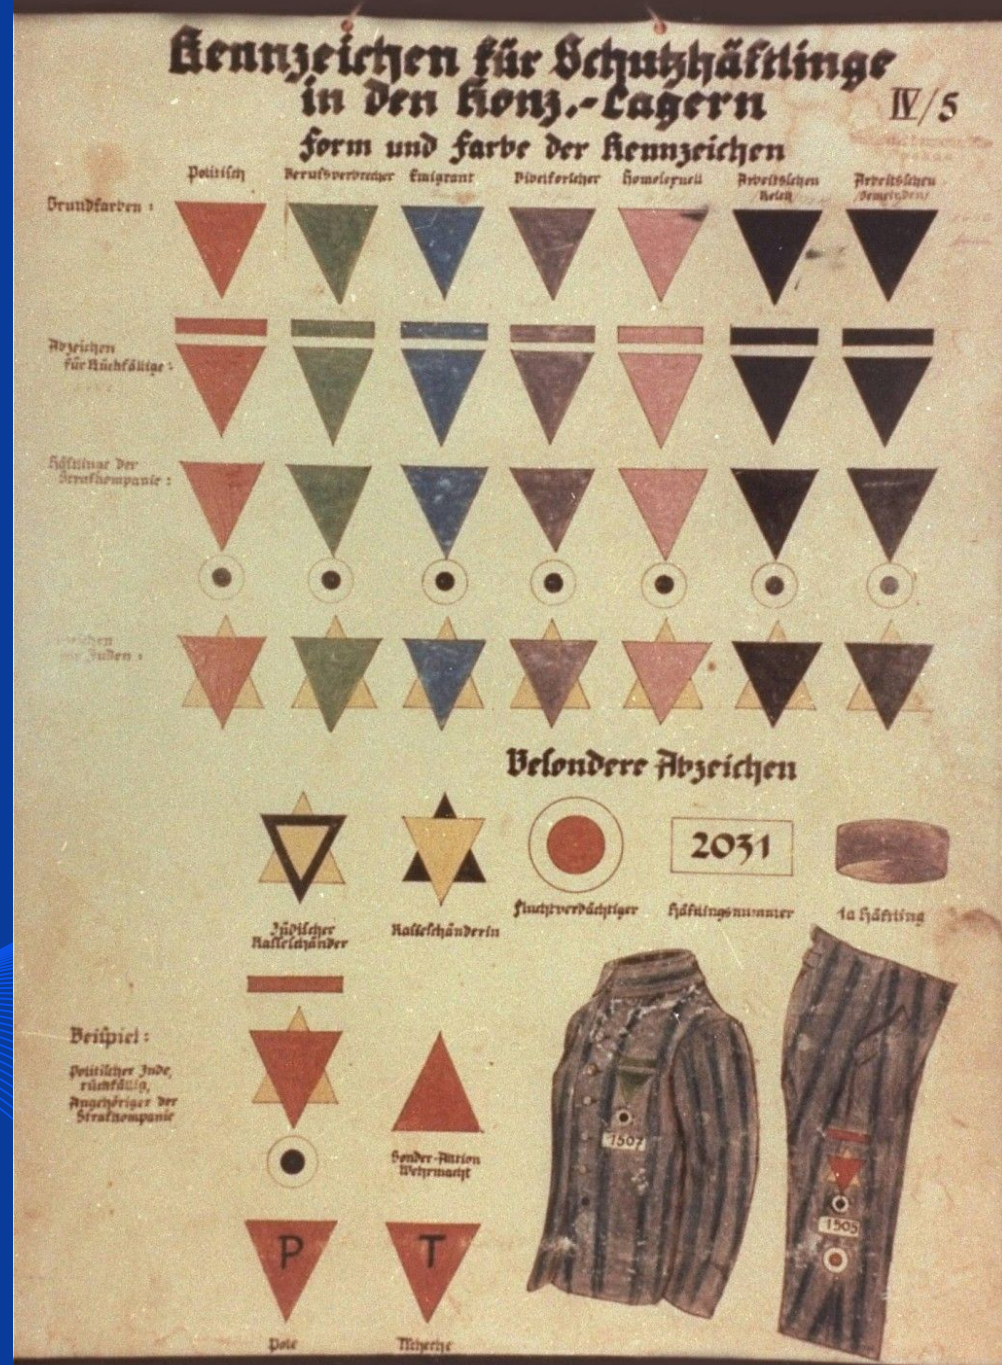 Kennzeichen für Schutzhäftlinge
in den Konz.-Lagern
IV/5
Form und Farbe der Kennzeichen
Politisch
Berufsverbrecher
Emigrant
Bibelforscher
Homosexuell
Arbeitsscheu
Reich
Arbeitsscheu
Gemeinden
Grundfarben:
Abzeichen
für Rückfällige:
Häftlinge der
Strafkompanie:
Juden:
Besondere Abzeichen
Jüdischer
Rasseschänder
Rasseschänderin
Fluchtverdächtiger
2031
Häftlingsnummer
1a Häftling
Beispiel:
Politischer Jude,
rückfällig,
Angehöriger der
Strafkompanie
Sonder-Aktion
Wehrmacht
1507
1505
P
T
Pole
Tscheche